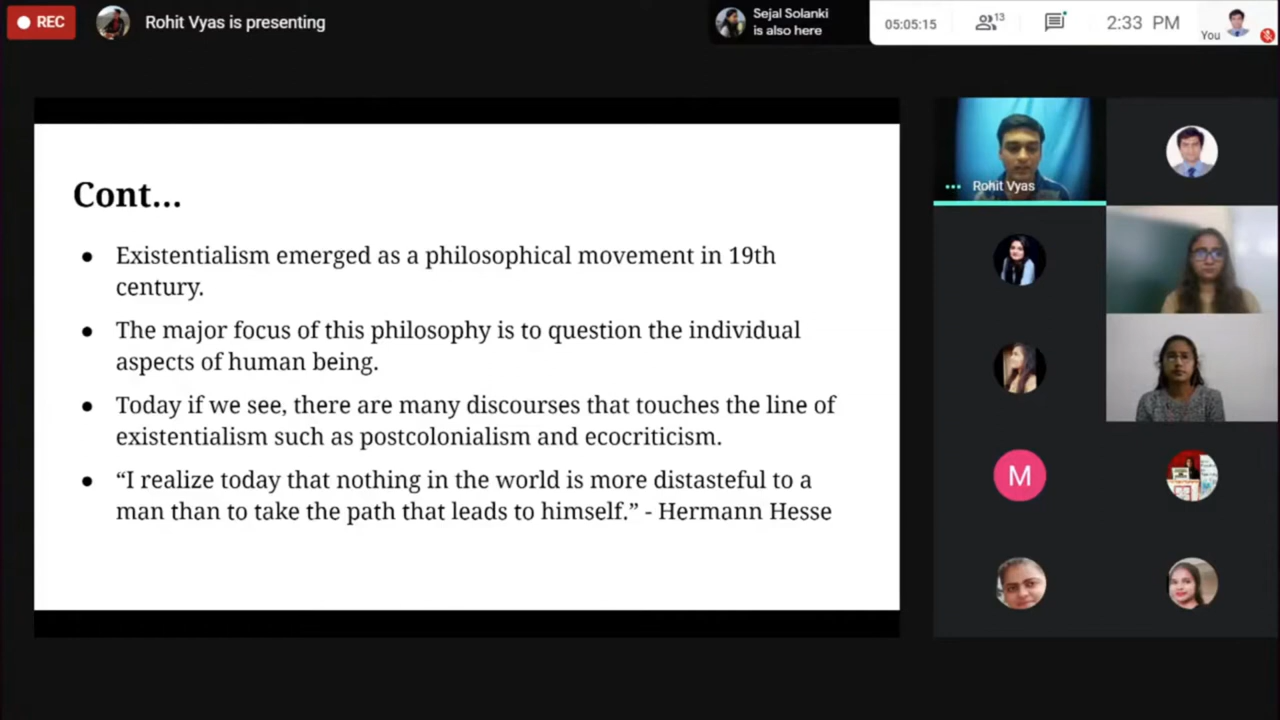 REC
Rohit Vyas is presenting
Sejal Solanki
is also here
05:05:15
13
2:33 PM
You
Cont...
● Existentialism emerged as a philosophical movement in 19th
century.
● The major focus of this philosophy is to question the individual
aspects of human being.
● Today if we see, there are many discourses that touches the line of
existentialism such as postcolonialism and ecocriticism.
● “I realize today that nothing in the world is more distasteful to a
man than to take the path that leads to himself.” - Hermann Hesse
Rohit Vyas
M